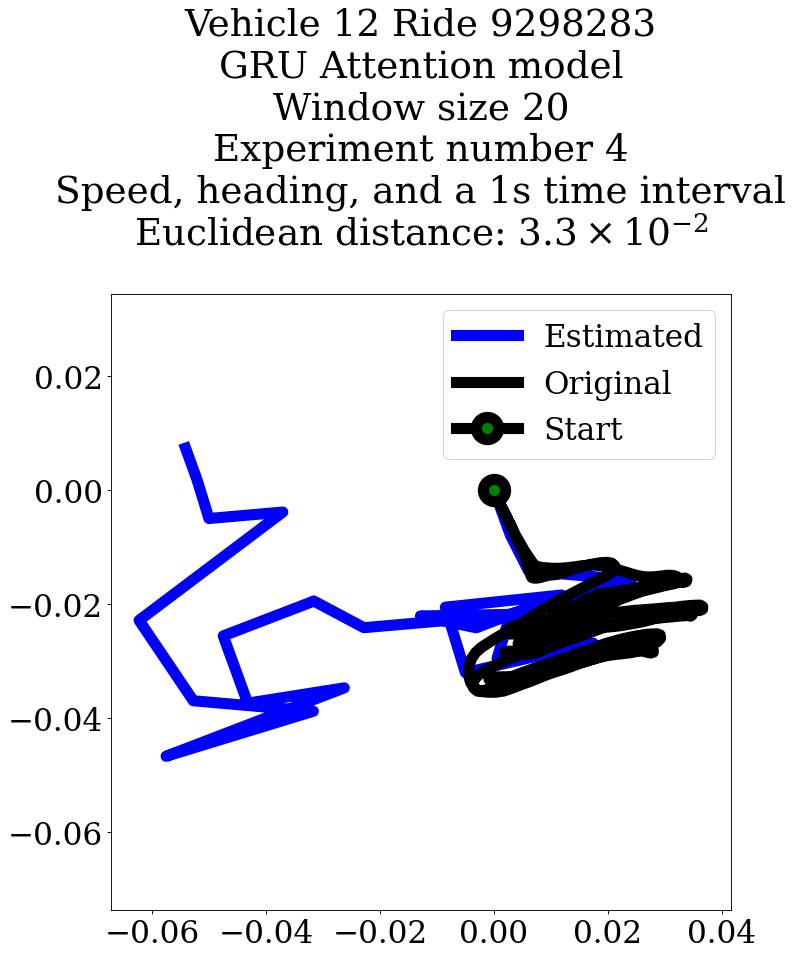 Vehicle 12 Ride 9298283
GRU Attention model
Window size 20
Experiment number 4
Speed, heading, and a 1s time interval
Euclidean distance: 3.3 × 10⁻²
Estimated
Original
Start
0.02
0.00
−0.02
−0.04
−0.06
−0.06 −0.04 −0.02 0.00 0.02 0.04